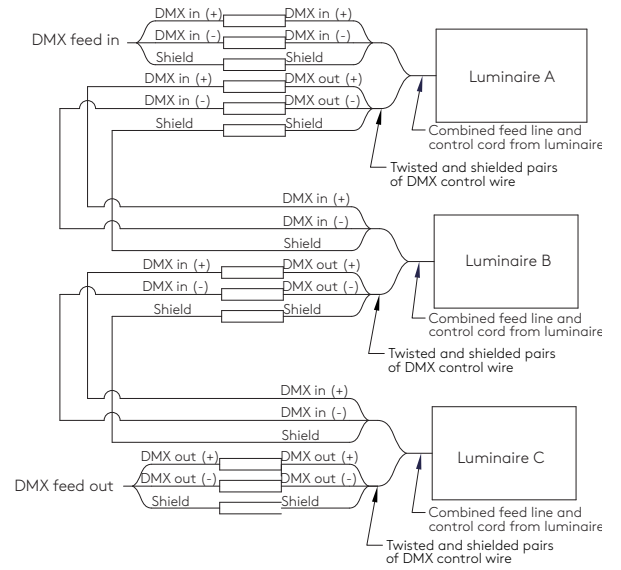 DMX in (+) DMX in (+)
DMX feed in DMX in (-) DMX in (-)
Shield Shield
Luminaire A
DMX in (+) DMX out (+)
DMX in (-) DMX out (-)
Shield Shield
Combined feed line and
control cord from luminaire
Twisted and shielded pairs
of DMX control wire
DMX in (+)
DMX in (-)
Shield
Luminaire B
DMX in (+) DMX out (+)
DMX in (-) DMX out (-)
Shield Shield
Combined feed line and
control cord from luminaire
Twisted and shielded pairs
of DMX control wire
DMX in (+)
DMX in (-)
Shield
Luminaire C
DMX out (+) DMX out (+)
DMX feed out DMX out (-) DMX out (-)
Shield Shield
Combined feed line and
control cord from luminaire
Twisted and shielded pairs
of DMX control wire